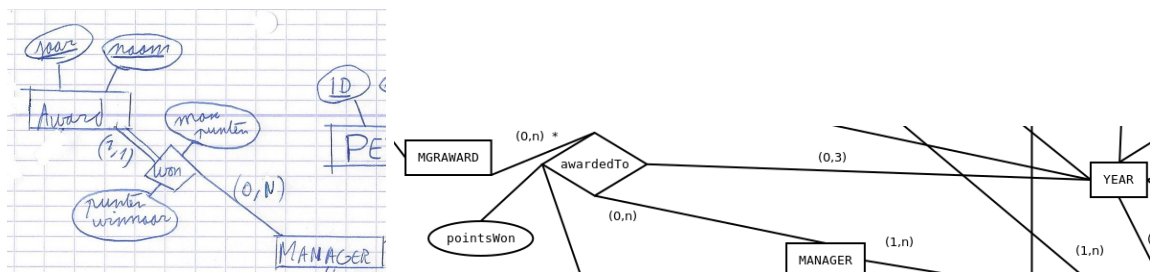 jaar
naam
Award
max
punten
(1,1)
won
punten
winnaar
(0,N)
MANAGER
ID
PE
MGRAWARD
(0,n) *
awardedTo
(0,3)
YEAR
pointsWon
(0,n)
MANAGER
(1,n)
(1,n)